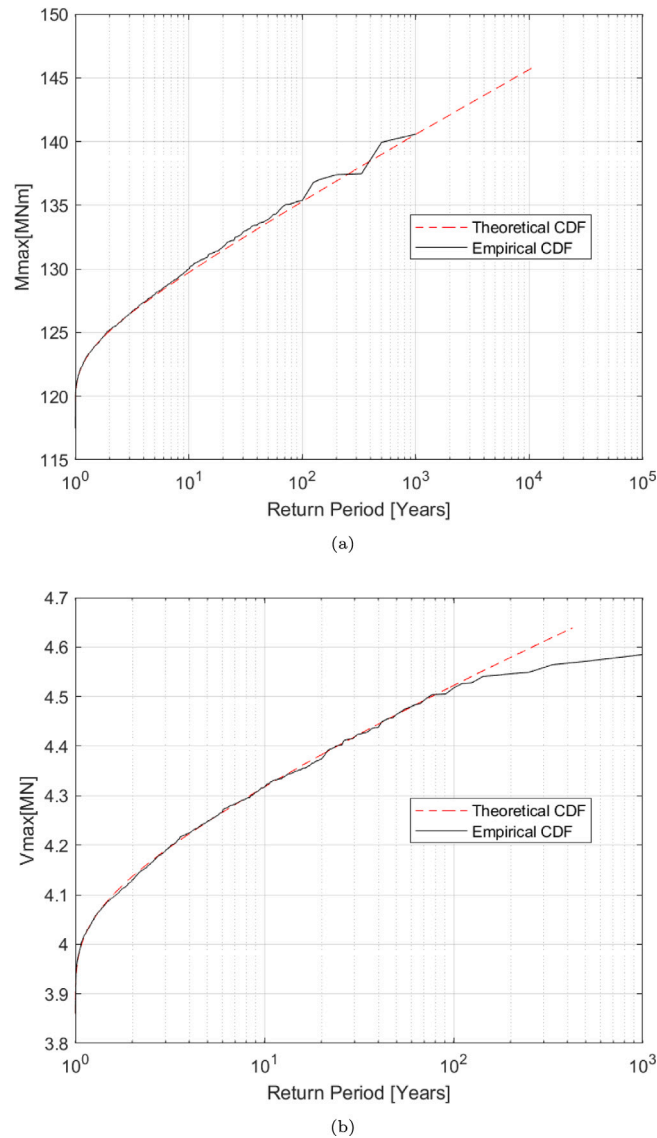 150
145
140
135
130
125
120
115
Mmax[MNm]
Theoretical CDF
Empirical CDF
10^0 10^1 10^2 10^3 10^4 10^5
Return Period [Years]
(a)
4.7
4.6
4.5
4.4
4.3
4.2
4.1
4
3.9
3.8
Vmax[MN]
Theoretical CDF
Empirical CDF
10^0 10^1 10^2 10^3
Return Period [Years]
(b)